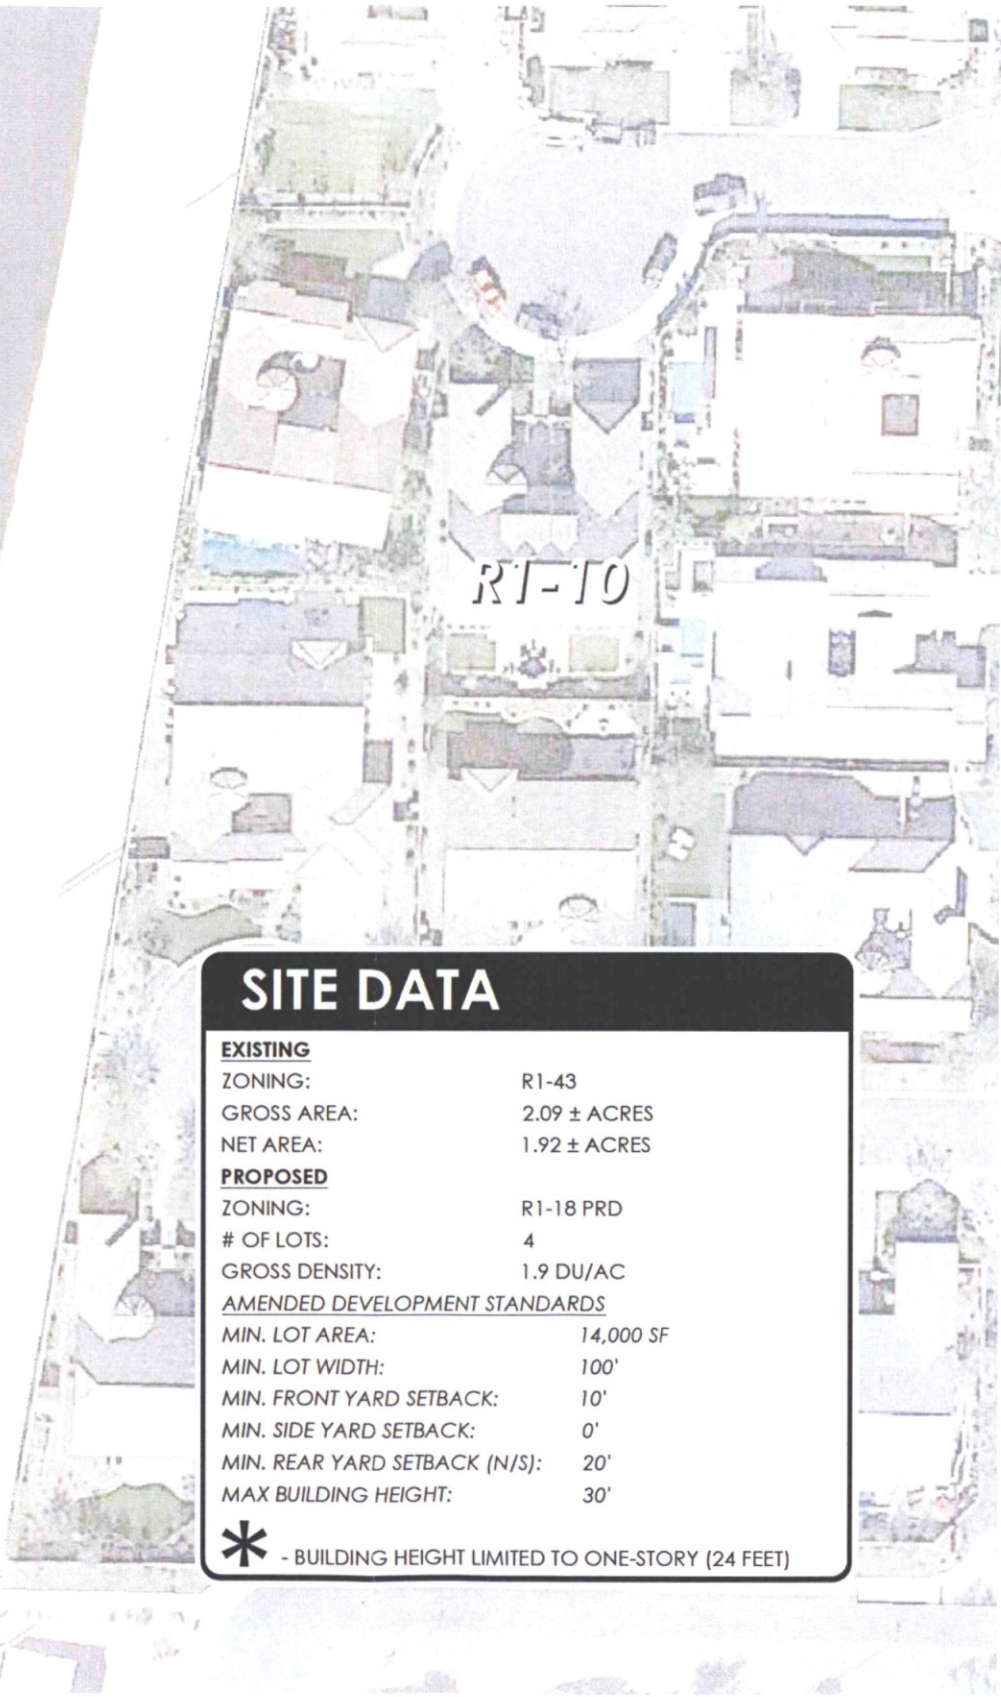 R1-10
SITE DATA
EXISTING
ZONING: R1-43
GROSS AREA: 2.09 ± ACRES
NET AREA: 1.92 ± ACRES
PROPOSED
ZONING: R1-18 PRD
# OF LOTS: 4
GROSS DENSITY: 1.9 DU/AC
AMENDED DEVELOPMENT STANDARDS
MIN. LOT AREA: 14,000 SF
MIN. LOT WIDTH: 100'
MIN. FRONT YARD SETBACK: 10'
MIN. SIDE YARD SETBACK: 0'
MIN. REAR YARD SETBACK (N/S): 20'
MAX BUILDING HEIGHT: 30'
* - BUILDING HEIGHT LIMITED TO ONE-STORY (24 FEET)